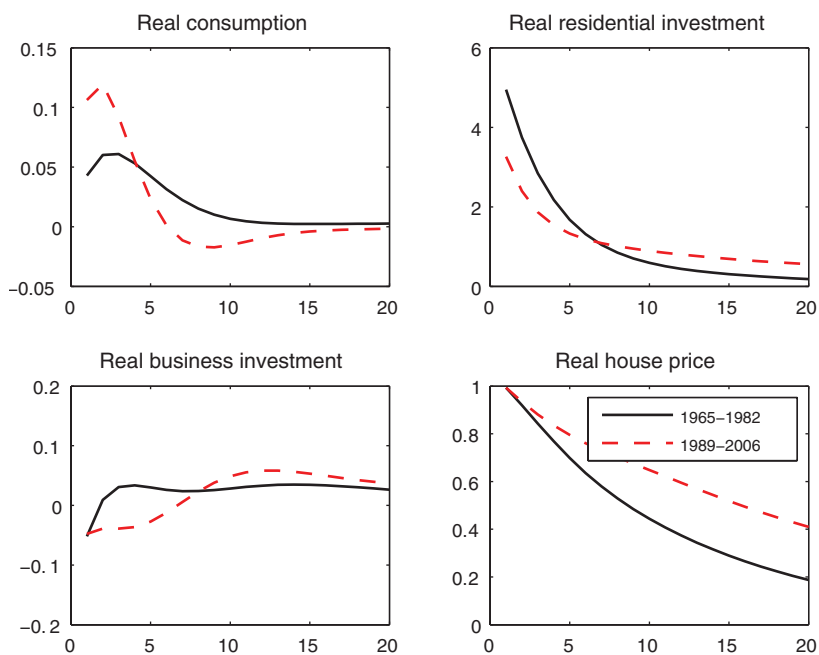 Real consumption
0.15
0.1
0.05
0
−0.05
0 5 10 15 20
Real residential investment
6
4
2
0
0 5 10 15 20
Real business investment
0.2
0.1
0
−0. 1
−0. 2
0 5 10 15 20
Real house price
1
0.8
0.6
0.4
0.2
0
0 5 10 15 20
1965−1982
1989−2006